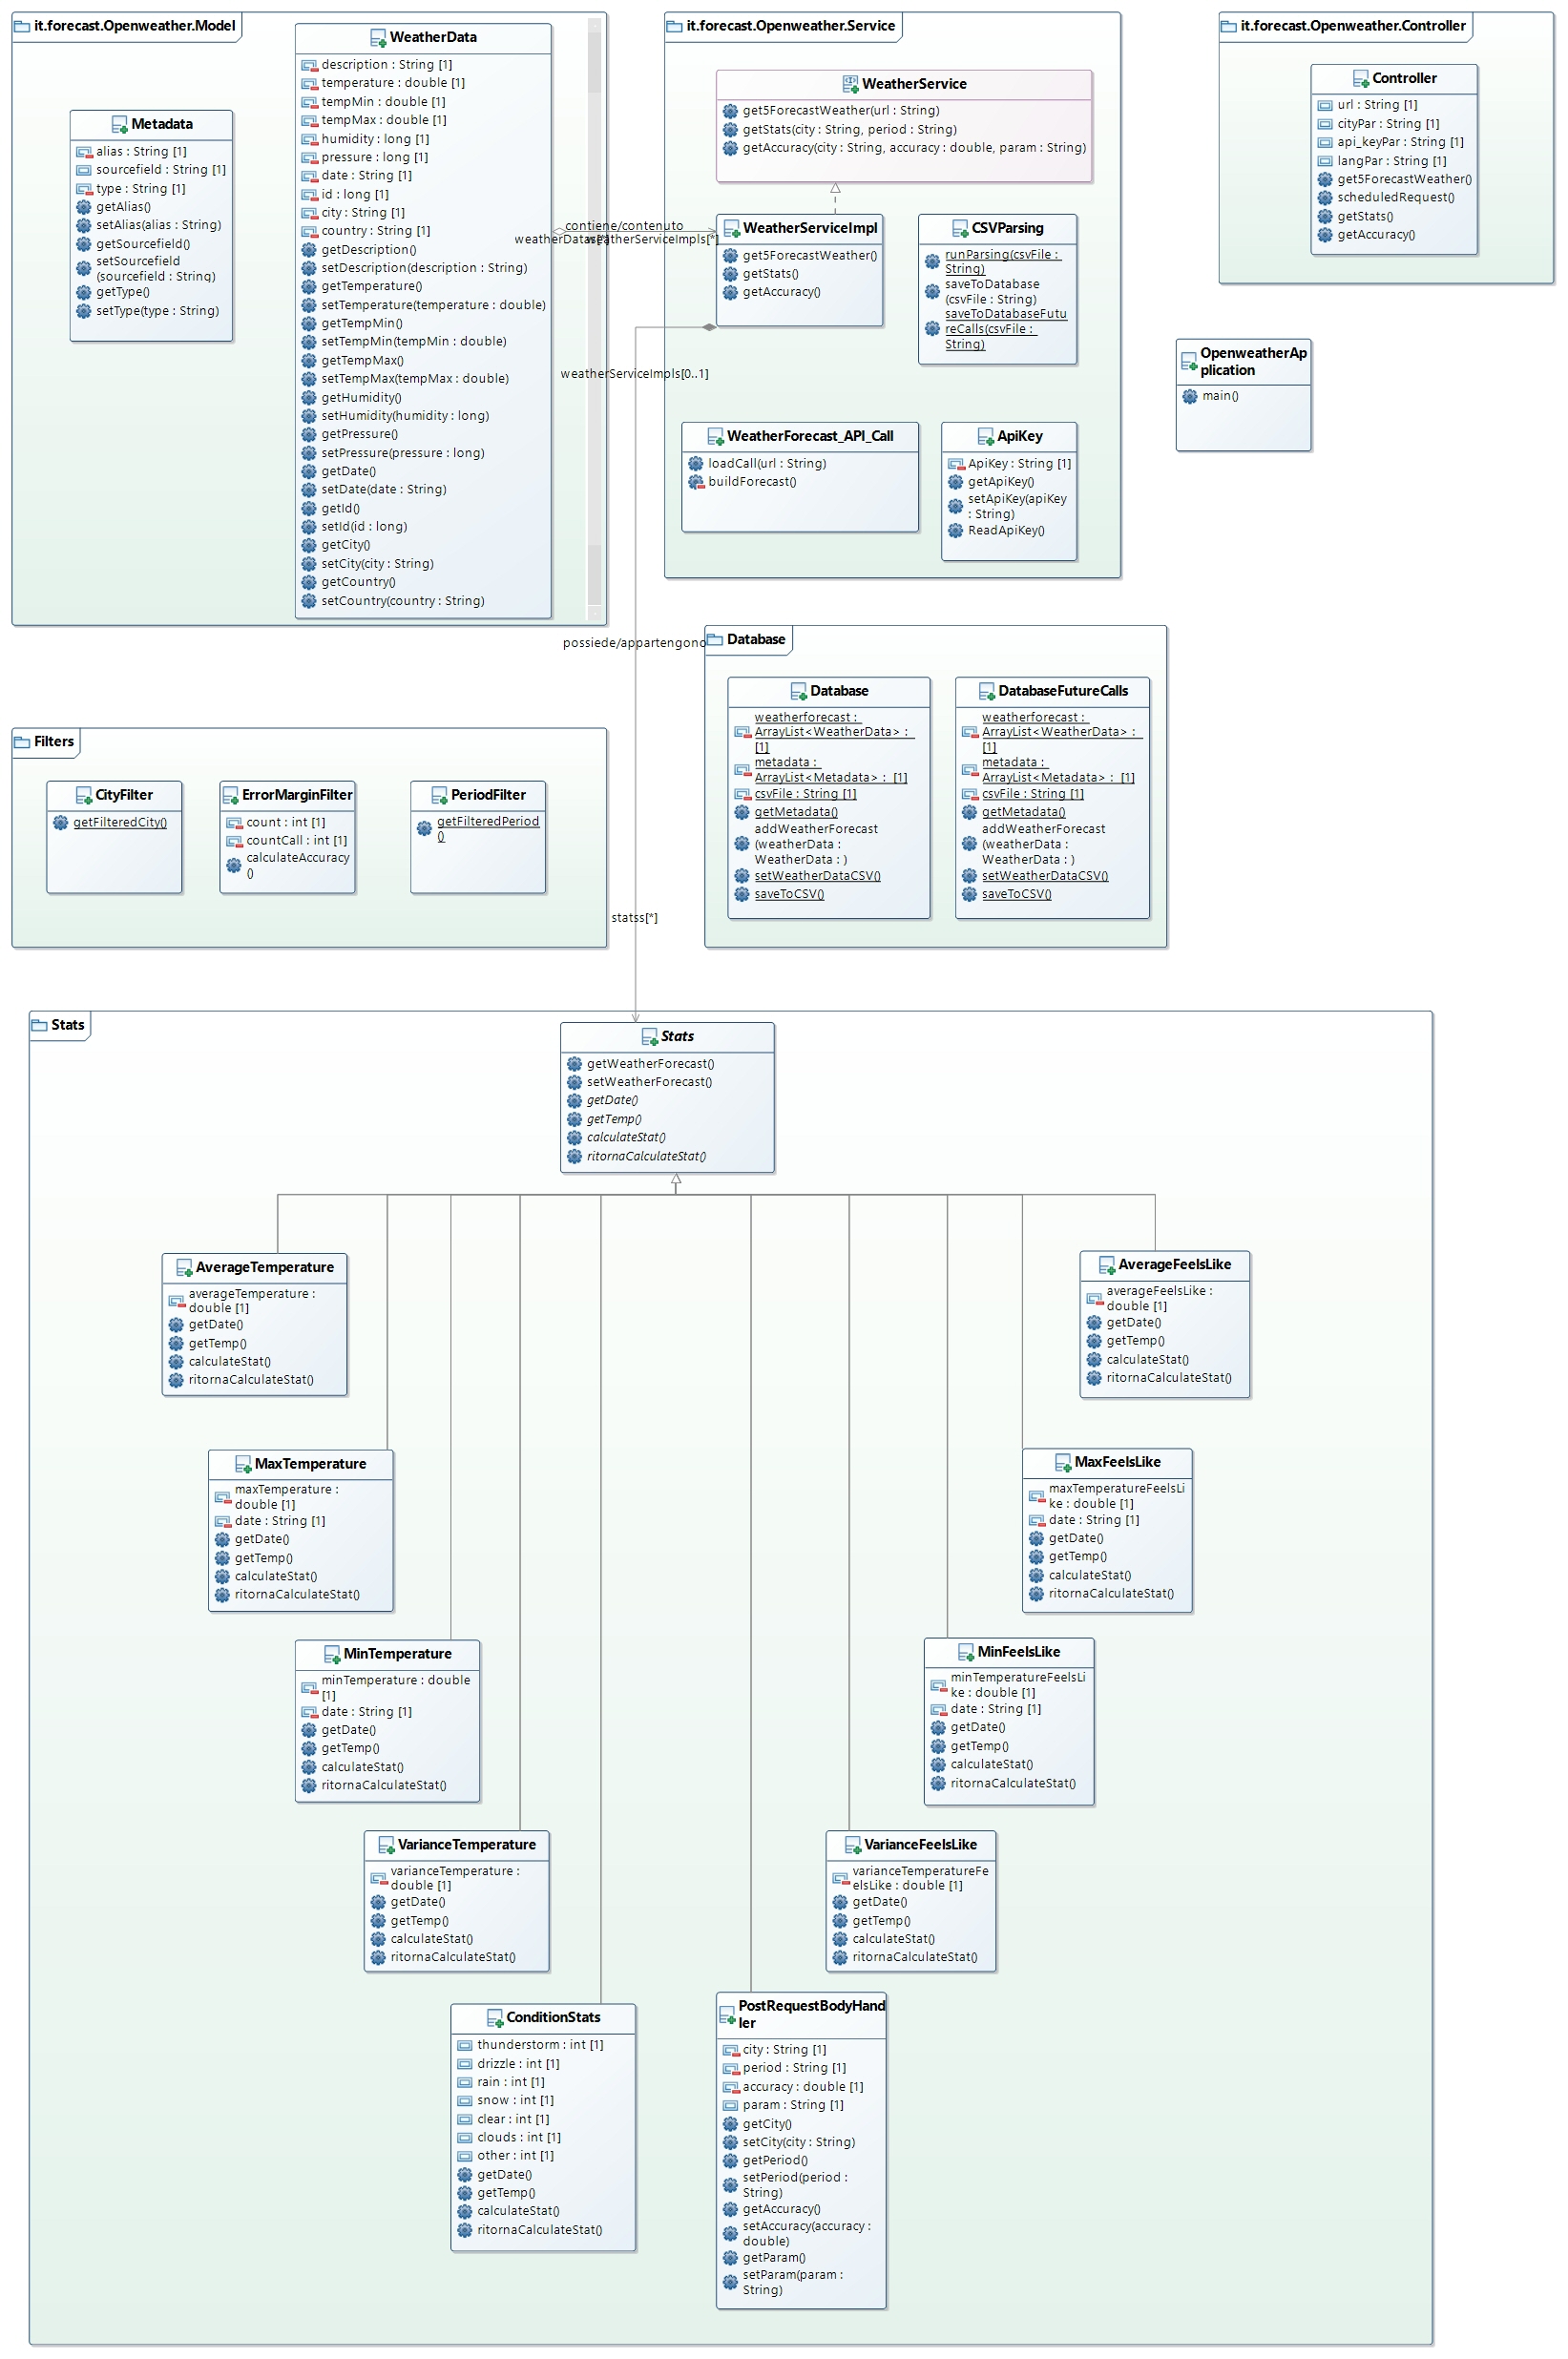 it.forecast.Openweather.Model
WeatherData
description : String [1]
temperature : double [1]
tempMin : double [1]
tempMax : double [1]
humidity : long [1]
pressure : long [1]
date : String [1]
id : long [1]
city : String [1]
country : String [1]
getDescription()
setDescription(description : String)
getTemperature()
setTemperature(temperature : double)
getTempMin()
setTempMin(tempMin : double)
getTempMax()
setTempMax(tempMax : double)
getHumidity()
setHumidity(humidity : long)
getPressure()
setPressure(pressure : long)
getDate()
setDate(date : String)
getId()
setId(id : long)
getCity()
setCity(city : String)
getCountry()
setCountry(country : String)
Metadata
alias : String [1]
sourcefield : String [1]
type : String [1]
getAlias()
setAlias(alias : String)
getSourcefield()
setSourcefield
(sourcefield : String)
getType()
setType(type : String)
it.forecast.Openweather.Service
WeatherService
get5ForecastWeather(url : String)
getStats(city : String, period : String)
getAccuracy(city : String, accuracy : double, param : String)
contiene/contenuto
weatherServiceImpls[*]
WeatherServiceImpl
get5ForecastWeather()
getStats()
getAccuracy()
CSVParsing
runParsing(csvFile :
String)
saveToDatabase
(csvFile : String)
saveToDatabaseFutu
reCalls(csvFile :
String)
weatherServiceImpls[0..1]
WeatherForecast_API_Call
loadCall(url : String)
buildForecast()
ApiKey
ApiKey : String [1]
getApiKey()
setApiKey(apiKey
: String)
ReadApiKey()
it.forecast.Openweather.Controller
Controller
url : String [1]
cityPar : String [1]
api_keyPar : String [1]
langPar : String [1]
get5ForecastWeather()
scheduledRequest()
getStats()
getAccuracy()
OpenweatherAp
plication
main()
possiede/appartengono
Database
Database
weatherforecast :
ArrayList<WeatherData> :
[1]
metadata :
ArrayList<Metadata> : [1]
csvFile : String [1]
getMetadata()
addWeatherForecast
(weatherData :
WeatherData : )
setWeatherDataCSV()
saveToCSV()
DatabaseFutureCalls
weatherforecast :
ArrayList<WeatherData> :
[1]
metadata :
ArrayList<Metadata> : [1]
csvFile : String [1]
getMetadata()
addWeatherForecast
(weatherData :
WeatherData : )
setWeatherDataCSV()
saveToCSV()
Filters
CityFilter
getFilteredCity()
ErrorMarginFilter
count : int [1]
countCall : int [1]
calculateAccuracy
()
PeriodFilter
getFilteredPeriod
()
statss[*]
Stats
Stats
getWeatherForecast()
setWeatherForecast()
getDate()
getTemp()
calculateStat()
ritornaCalculateStat()
AverageTemperature
averageTemperature :
double [1]
getDate()
getTemp()
calculateStat()
ritornaCalculateStat()
AverageFeelsLike
averageFeelsLike :
double [1]
getDate()
getTemp()
calculateStat()
ritornaCalculateStat()
MaxTemperature
maxTemperature :
double [1]
date : String [1]
getDate()
getTemp()
calculateStat()
ritornaCalculateStat()
MaxFeelsLike
maxTemperatureFeelsLi
ke : double [1]
date : String [1]
getDate()
getTemp()
calculateStat()
ritornaCalculateStat()
MinTemperature
minTemperature : double
[1]
date : String [1]
getDate()
getTemp()
calculateStat()
ritornaCalculateStat()
MinFeelsLike
minTemperatureFeelsLi
ke : double [1]
date : String [1]
getDate()
getTemp()
calculateStat()
ritornaCalculateStat()
VarianceTemperature
varianceTemperature :
double [1]
getDate()
getTemp()
calculateStat()
ritornaCalculateStat()
VarianceFeelsLike
varianceTemperatureFe
elsLike : double [1]
getDate()
getTemp()
calculateStat()
ritornaCalculateStat()
ConditionStats
thunderstorm : int [1]
drizzle : int [1]
rain : int [1]
snow : int [1]
clear : int [1]
clouds : int [1]
other : int [1]
getDate()
getTemp()
calculateStat()
ritornaCalculateStat()
PostRequestBodyHand
ler
city : String [1]
period : String [1]
accuracy : double [1]
param : String [1]
getCity()
setCity(city : String)
getPeriod()
setPeriod(period :
String)
getAccuracy()
setAccuracy(accuracy :
double)
getParam()
setParam(param :
String)